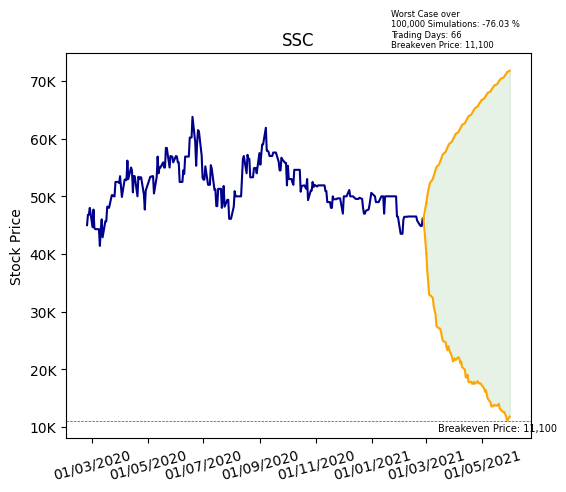 Worst Case over
100,000 Simulations: -76.03 %
Trading Days: 66
Breakeven Price: 11,100
SSC
Stock Price
70K
60K
50K
40K
30K
20K
10K
Breakeven Price: 11,100
01/03/2020
01/05/2020
01/07/2020
01/09/2020
01/11/2020
01/01/2021
01/03/2021
01/05/2021